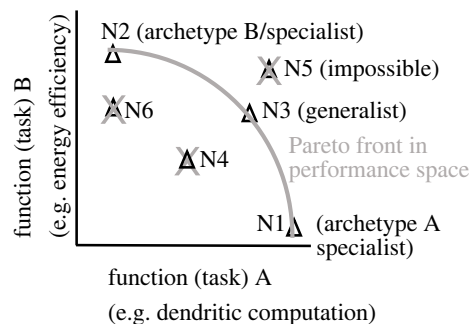 N2 (archetype B/specialist)
N5 (impossible)
N6
N3 (generalist)
Pareto front in
performance space
N4
N1
(archetype A
specialist)
function (task) B
(e.g. energy efficiency)
function (task) A
(e.g. dendritic computation)